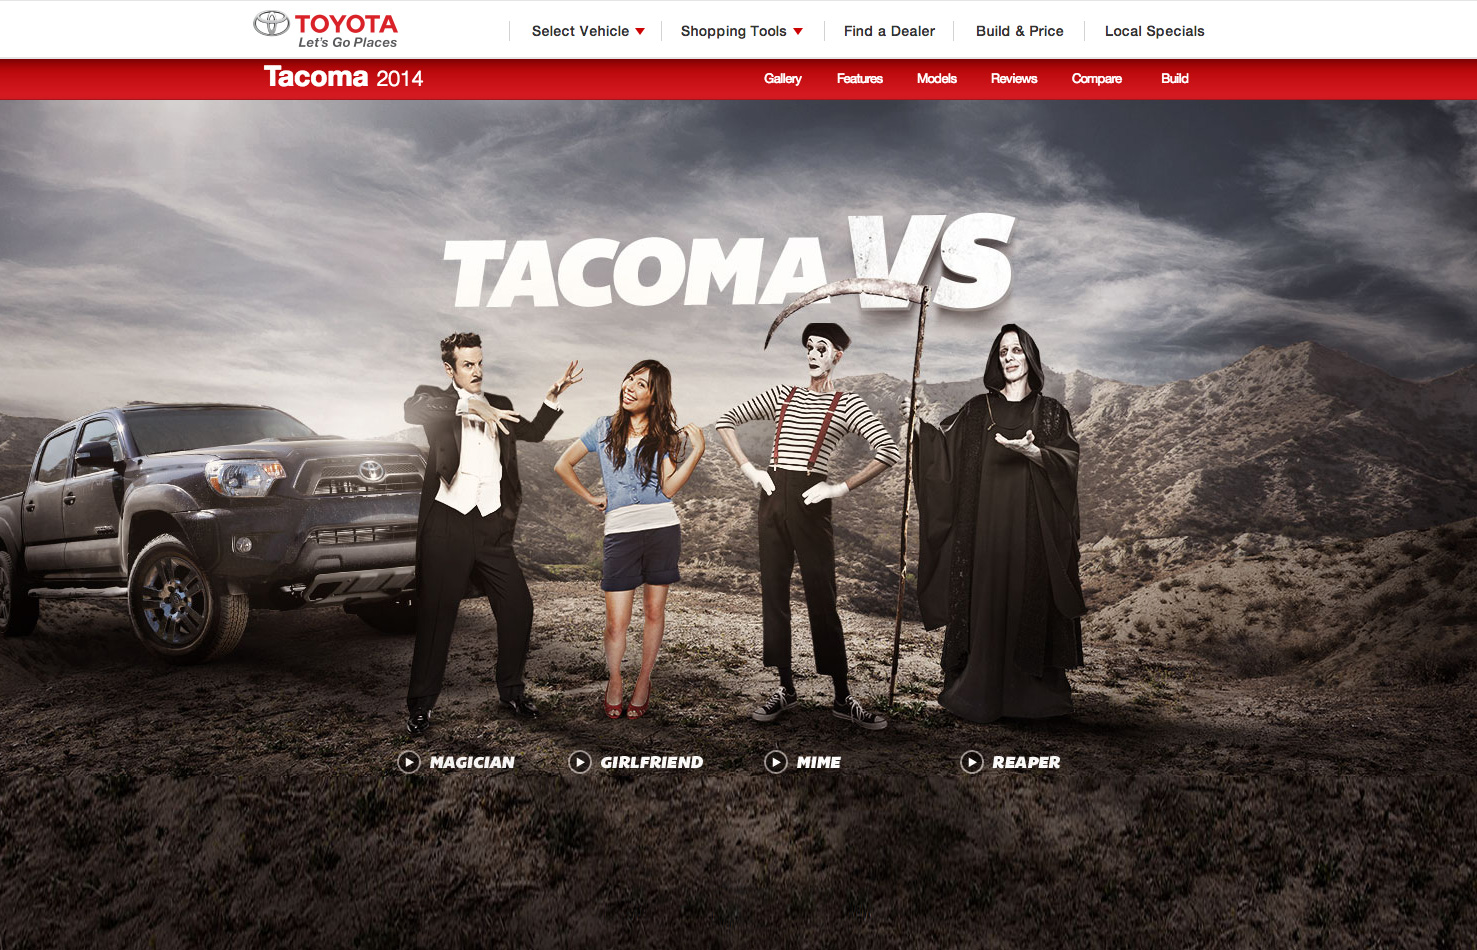 TOYOTA
Let's Go Places
Select Vehicle
Shopping Tools
Find a Dealer
Build & Price
Local Specials
Tacoma 2014
Gallery
Features
Models
Reviews
Compare
Build
TACOMA VS
MAGICIAN
GIRLFRIEND
MIME
REAPER